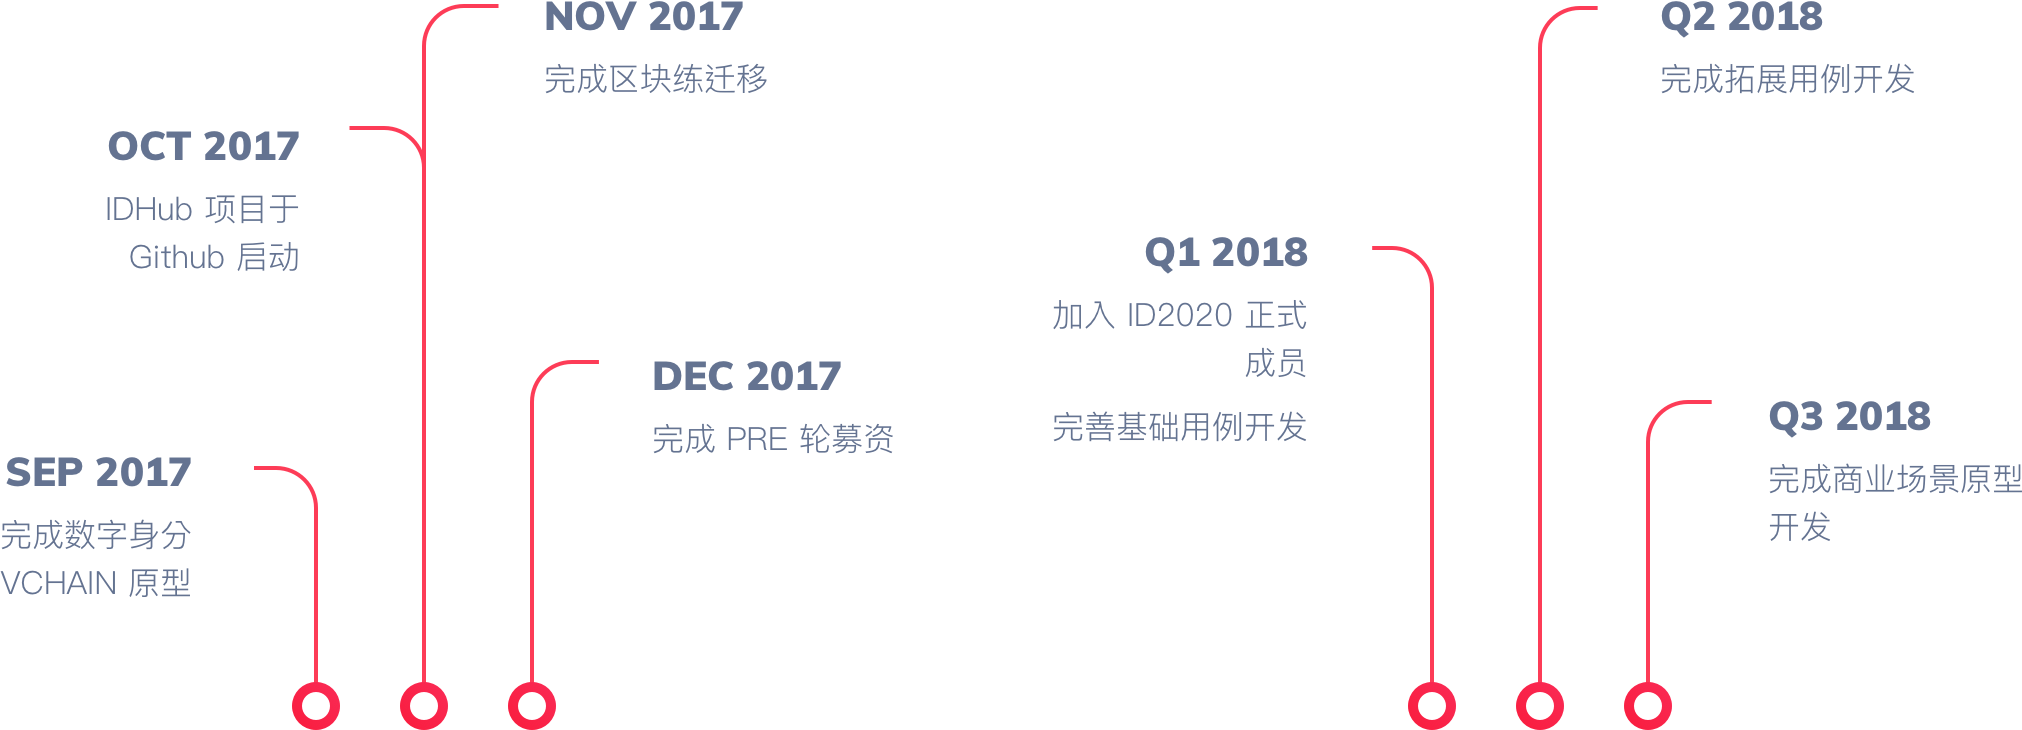 SEP 2017
完成数字身分
VCHAIN 原型
OCT 2017
IDHub 项目于
Github 启动
NOV 2017
完成区块练迁移
DEC 2017
完成 PRE 轮募资
Q1 2018
加入 ID2020 正式
成员
完善基础用例开发
Q2 2018
完成拓展用例开发
Q3 2018
完成商业场景原型
开发